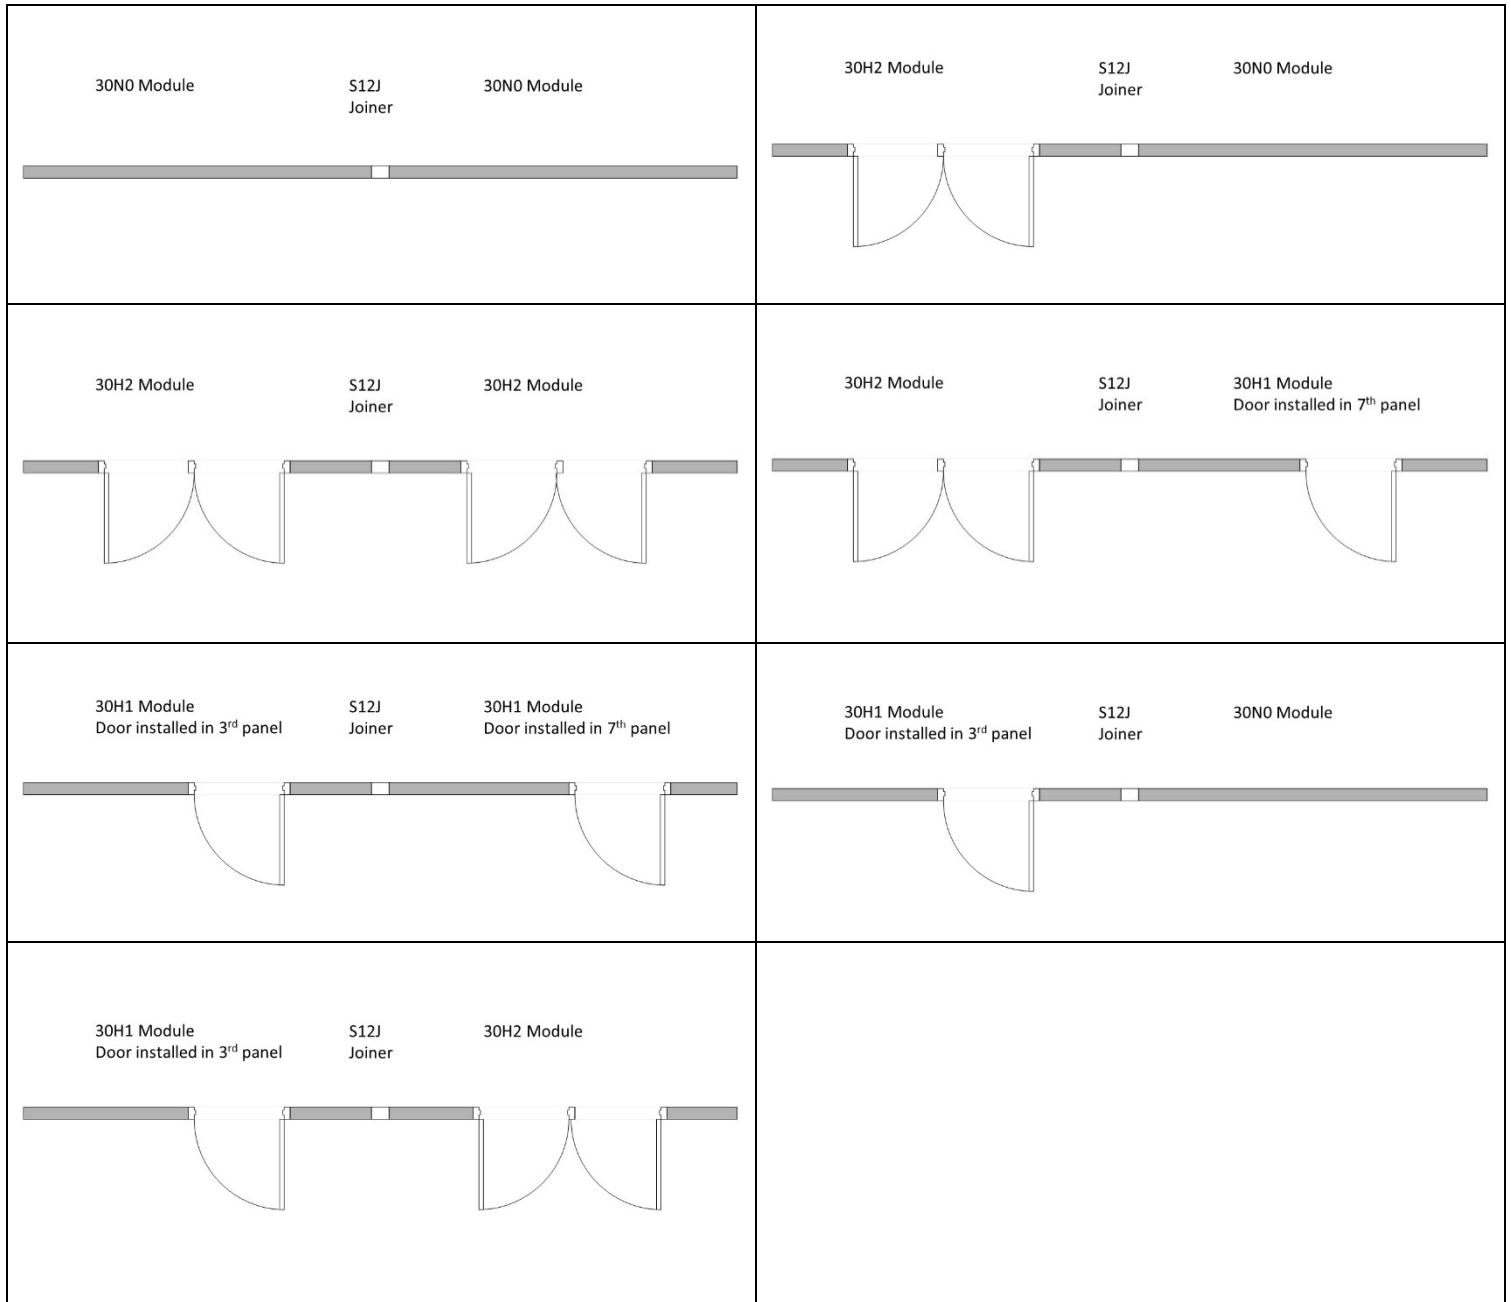 30N0 Module
S12J
Joiner
30N0 Module
30H2 Module
S12J
Joiner
30N0 Module
30H2 Module
S12J
Joiner
30H2 Module
30H2 Module
S12J
Joiner
30H1 Module
Door installed in 7th panel
30H1 Module
Door installed in 3rd panel
S12J
Joiner
30H1 Module
Door installed in 7th panel
30H1 Module
Door installed in 3rd panel
S12J
Joiner
30N0 Module
30H1 Module
Door installed in 3rd panel
S12J
Joiner
30H2 Module